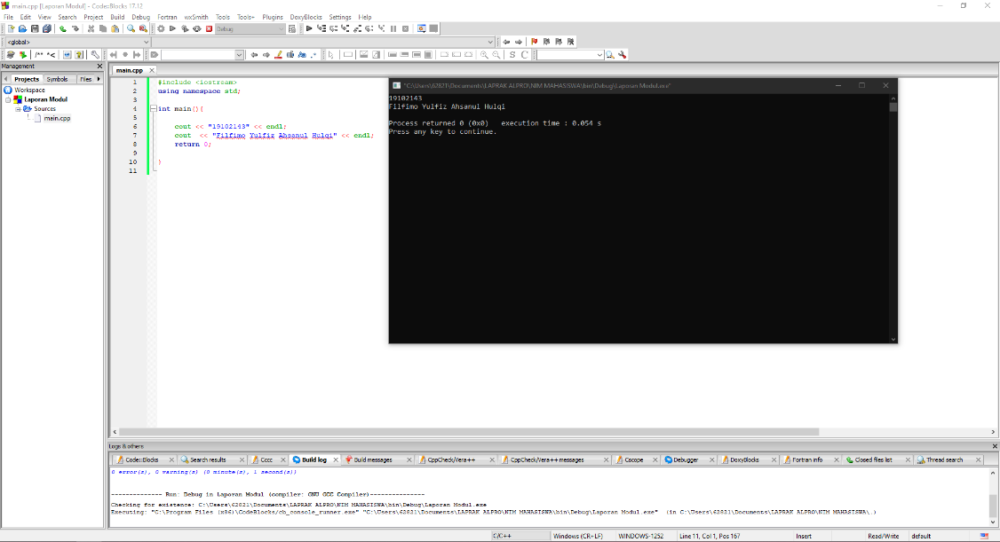 main.cpp [Laporan Modul] - Code::Blocks 17.12
File Edit View Search Project Build Debug Fortran wxSmith Tools Tools+ Plugins DoxyBlocks Settings Help
Debug
<global>
/** *<
S C
Management
Projects Symbols Files
Workspace
Laporan Modul
Sources
main.cpp
main.cpp
1 #include <iostream>
2 using namespace std;
3
4 int main(){
5
6 cout << "19102143" << endl;
7 cout << "Filfimo Yulfiz Ahsanul Hulqi" << endl;
8 return 0;
9
10 }
11
"C:\Users\62821\Documents\LAPRAK ALPRO\NIM MAHASISWA\bin\Debug\Laporan Modul.exe"
19102143
Filfimo Yulfiz Ahsanul Hulqi
Process returned 0 (0x0) execution time : 0.054 s
Press any key to continue.
Logs & others
Code::Blocks Search results Cccc Build log Build messages CppCheck/Vera++ CppCheck/Vera++ messages Cscope Debugger DoxyBlocks Fortran info Closed files list Thread search
0 error(s), 0 warning(s) (0 minute(s), 1 second(s))
-------------- Run: Debug in Laporan Modul (compiler: GNU GCC Compiler)---------------
Checking for existence: C:\Users\62821\Documents\LAPRAK ALPRO\NIM MAHASISWA\bin\Debug\Laporan Modul.exe
Executing: "C:\Program Files (x86)\CodeBlocks/cb_console_runner.exe" "C:\Users\62821\Documents\LAPRAK ALPRO\NIM MAHASISWA\bin\Debug\Laporan Modul.exe" (in C:\Users\62821\Documents\LAPRAK ALPRO\NIM MAHASISWA\.)
C/C++ Windows (CR+LF) WINDOWS-1252 Line 11, Col 1, Pos 167 Insert Read/Write default